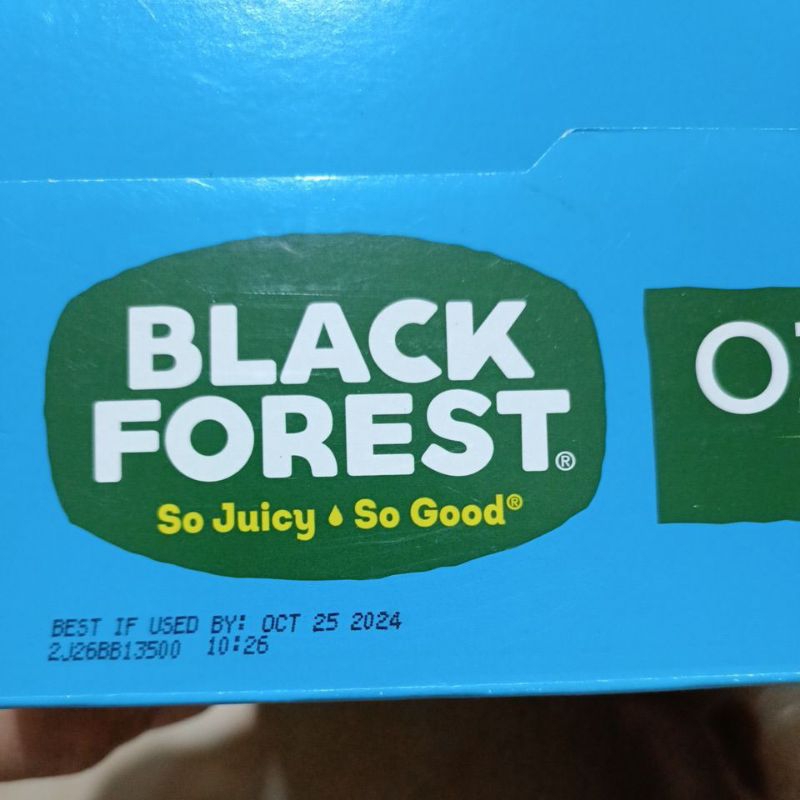 BLACK
FOREST®
So Juicy So Good®
BEST IF USED BY: OCT 25 2024
2J26BB13500 10:26